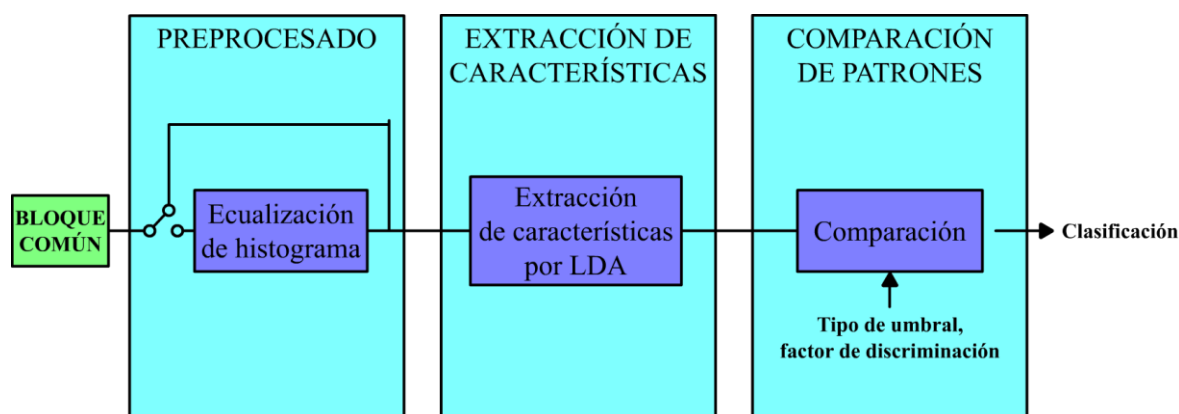 PREPROCESADO
EXTRACCIÓN DE
CARACTERÍSTICAS
COMPARACIÓN
DE PATRONES
BLOQUE
COMÚN
Ecualización
de histograma
Extracción
de características
por LDA
Comparación
Clasificación
Tipo de umbral,
factor de discriminación